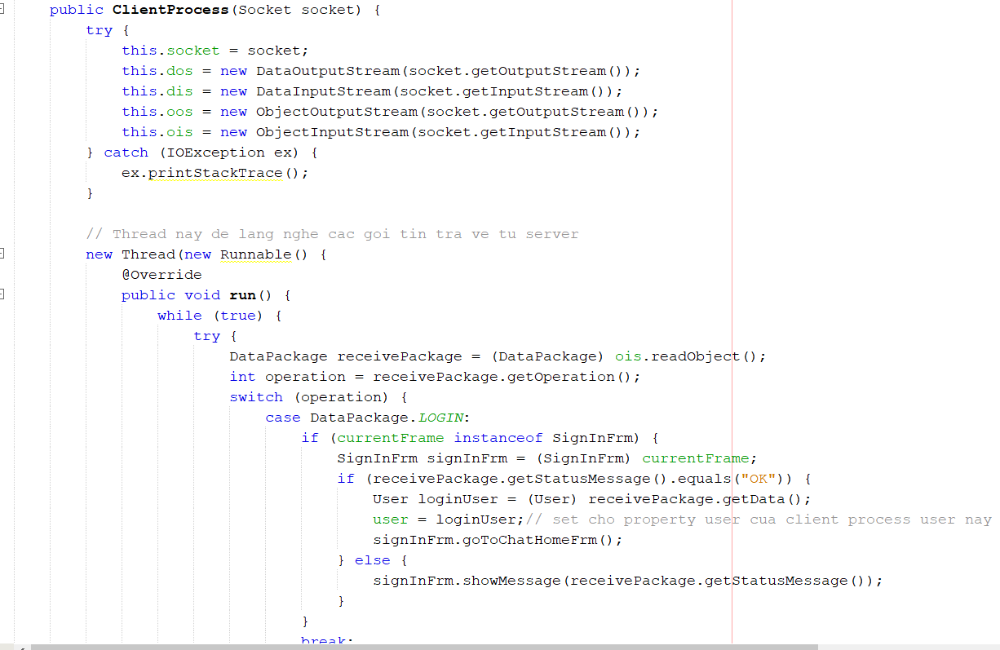 public ClientProcess(Socket socket) {
try {
this.socket = socket;
this.dos = new DataOutputStream(socket.getOutputStream());
this.dis = new DataInputStream(socket.getInputStream());
this.oos = new ObjectOutputStream(socket.getOutputStream());
this.ois = new ObjectInputStream(socket.getInputStream());
} catch (IOException ex) {
ex.printStackTrace();
}
// Thread nay de lang nghe cac goi tin tra ve tu server
new Thread(new Runnable() {
@Override
public void run() {
while (true) {
try {
DataPackage receivePackage = (DataPackage) ois.readObject();
int operation = receivePackage.getOperation();
switch (operation) {
case DataPackage.LOGIN:
if (currentFrame instanceof SignInFrm) {
SignInFrm signInFrm = (SignInFrm) currentFrame;
if (receivePackage.getStatusMessage().equals("OK")) {
User loginUser = (User) receivePackage.getData();
user = loginUser;// set cho property user cua client process user nay
signInFrm.goToChatHomeFrm();
} else {
signInFrm.showMessage(receivePackage.getStatusMessage());
}
}
break;